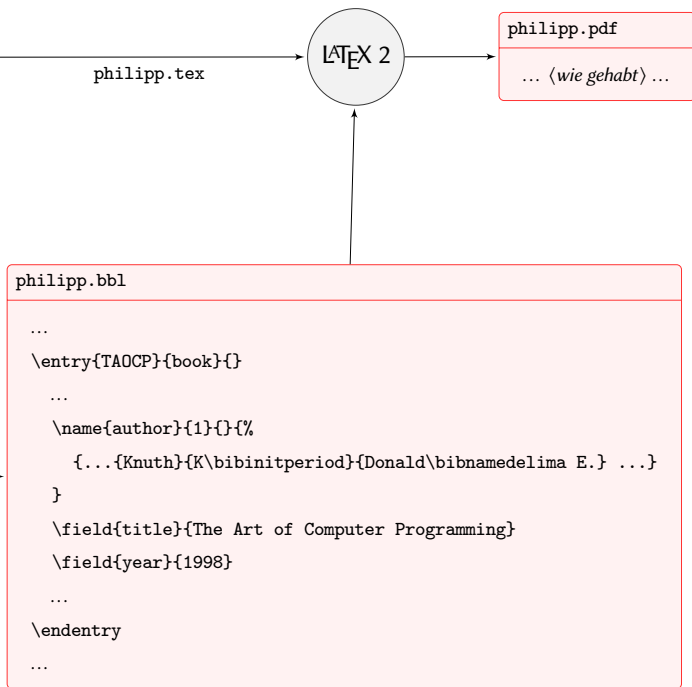 philipp.pdf
LATEX 2
philipp.tex
... ⟨wie gehabt⟩ ...
philipp.bbl
...
\entry{TAOCP}{book}{}
...
\name{author}{1}{}{%
{...{Knuth}{K\bibinitperiod}{Donald\bibnamedelima E.} ...}
}
\field{title}{The Art of Computer Programming}
\field{year}{1998}
...
\endentry
...